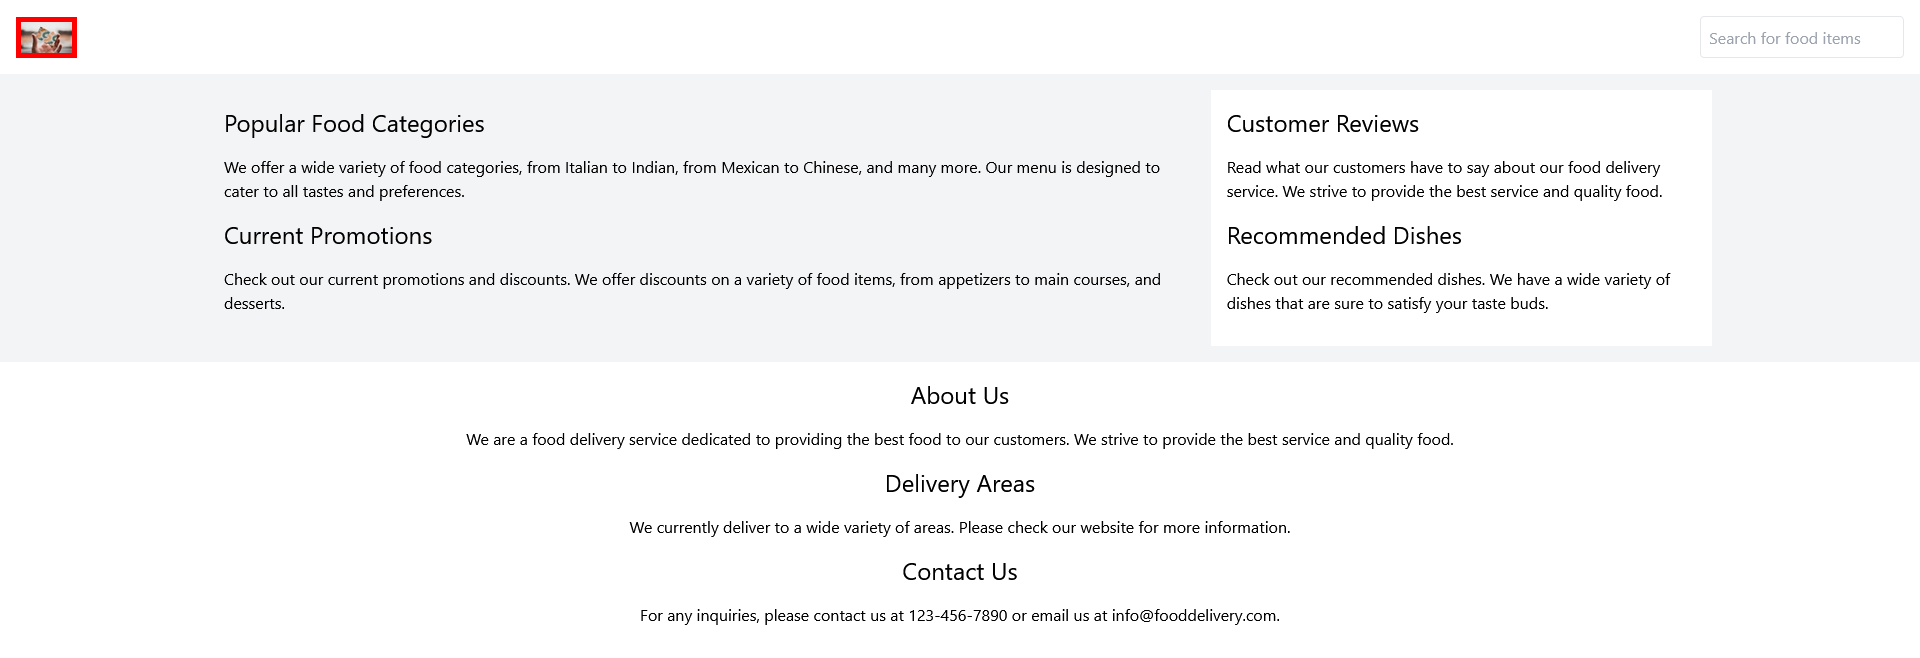 Search for food items
Popular Food Categories
We offer a wide variety of food categories, from Italian to Indian, from Mexican to Chinese, and many more. Our menu is designed to
cater to all tastes and preferences.
Current Promotions
Check out our current promotions and discounts. We offer discounts on a variety of food items, from appetizers to main courses, and
desserts.
Customer Reviews
Read what our customers have to say about our food delivery
service. We strive to provide the best service and quality food.
Recommended Dishes
Check out our recommended dishes. We have a wide variety of
dishes that are sure to satisfy your taste buds.
About Us
We are a food delivery service dedicated to providing the best food to our customers. We strive to provide the best service and quality food.
Delivery Areas
We currently deliver to a wide variety of areas. Please check our website for more information.
Contact Us
For any inquiries, please contact us at 123-456-7890 or email us at info@fooddelivery.com.